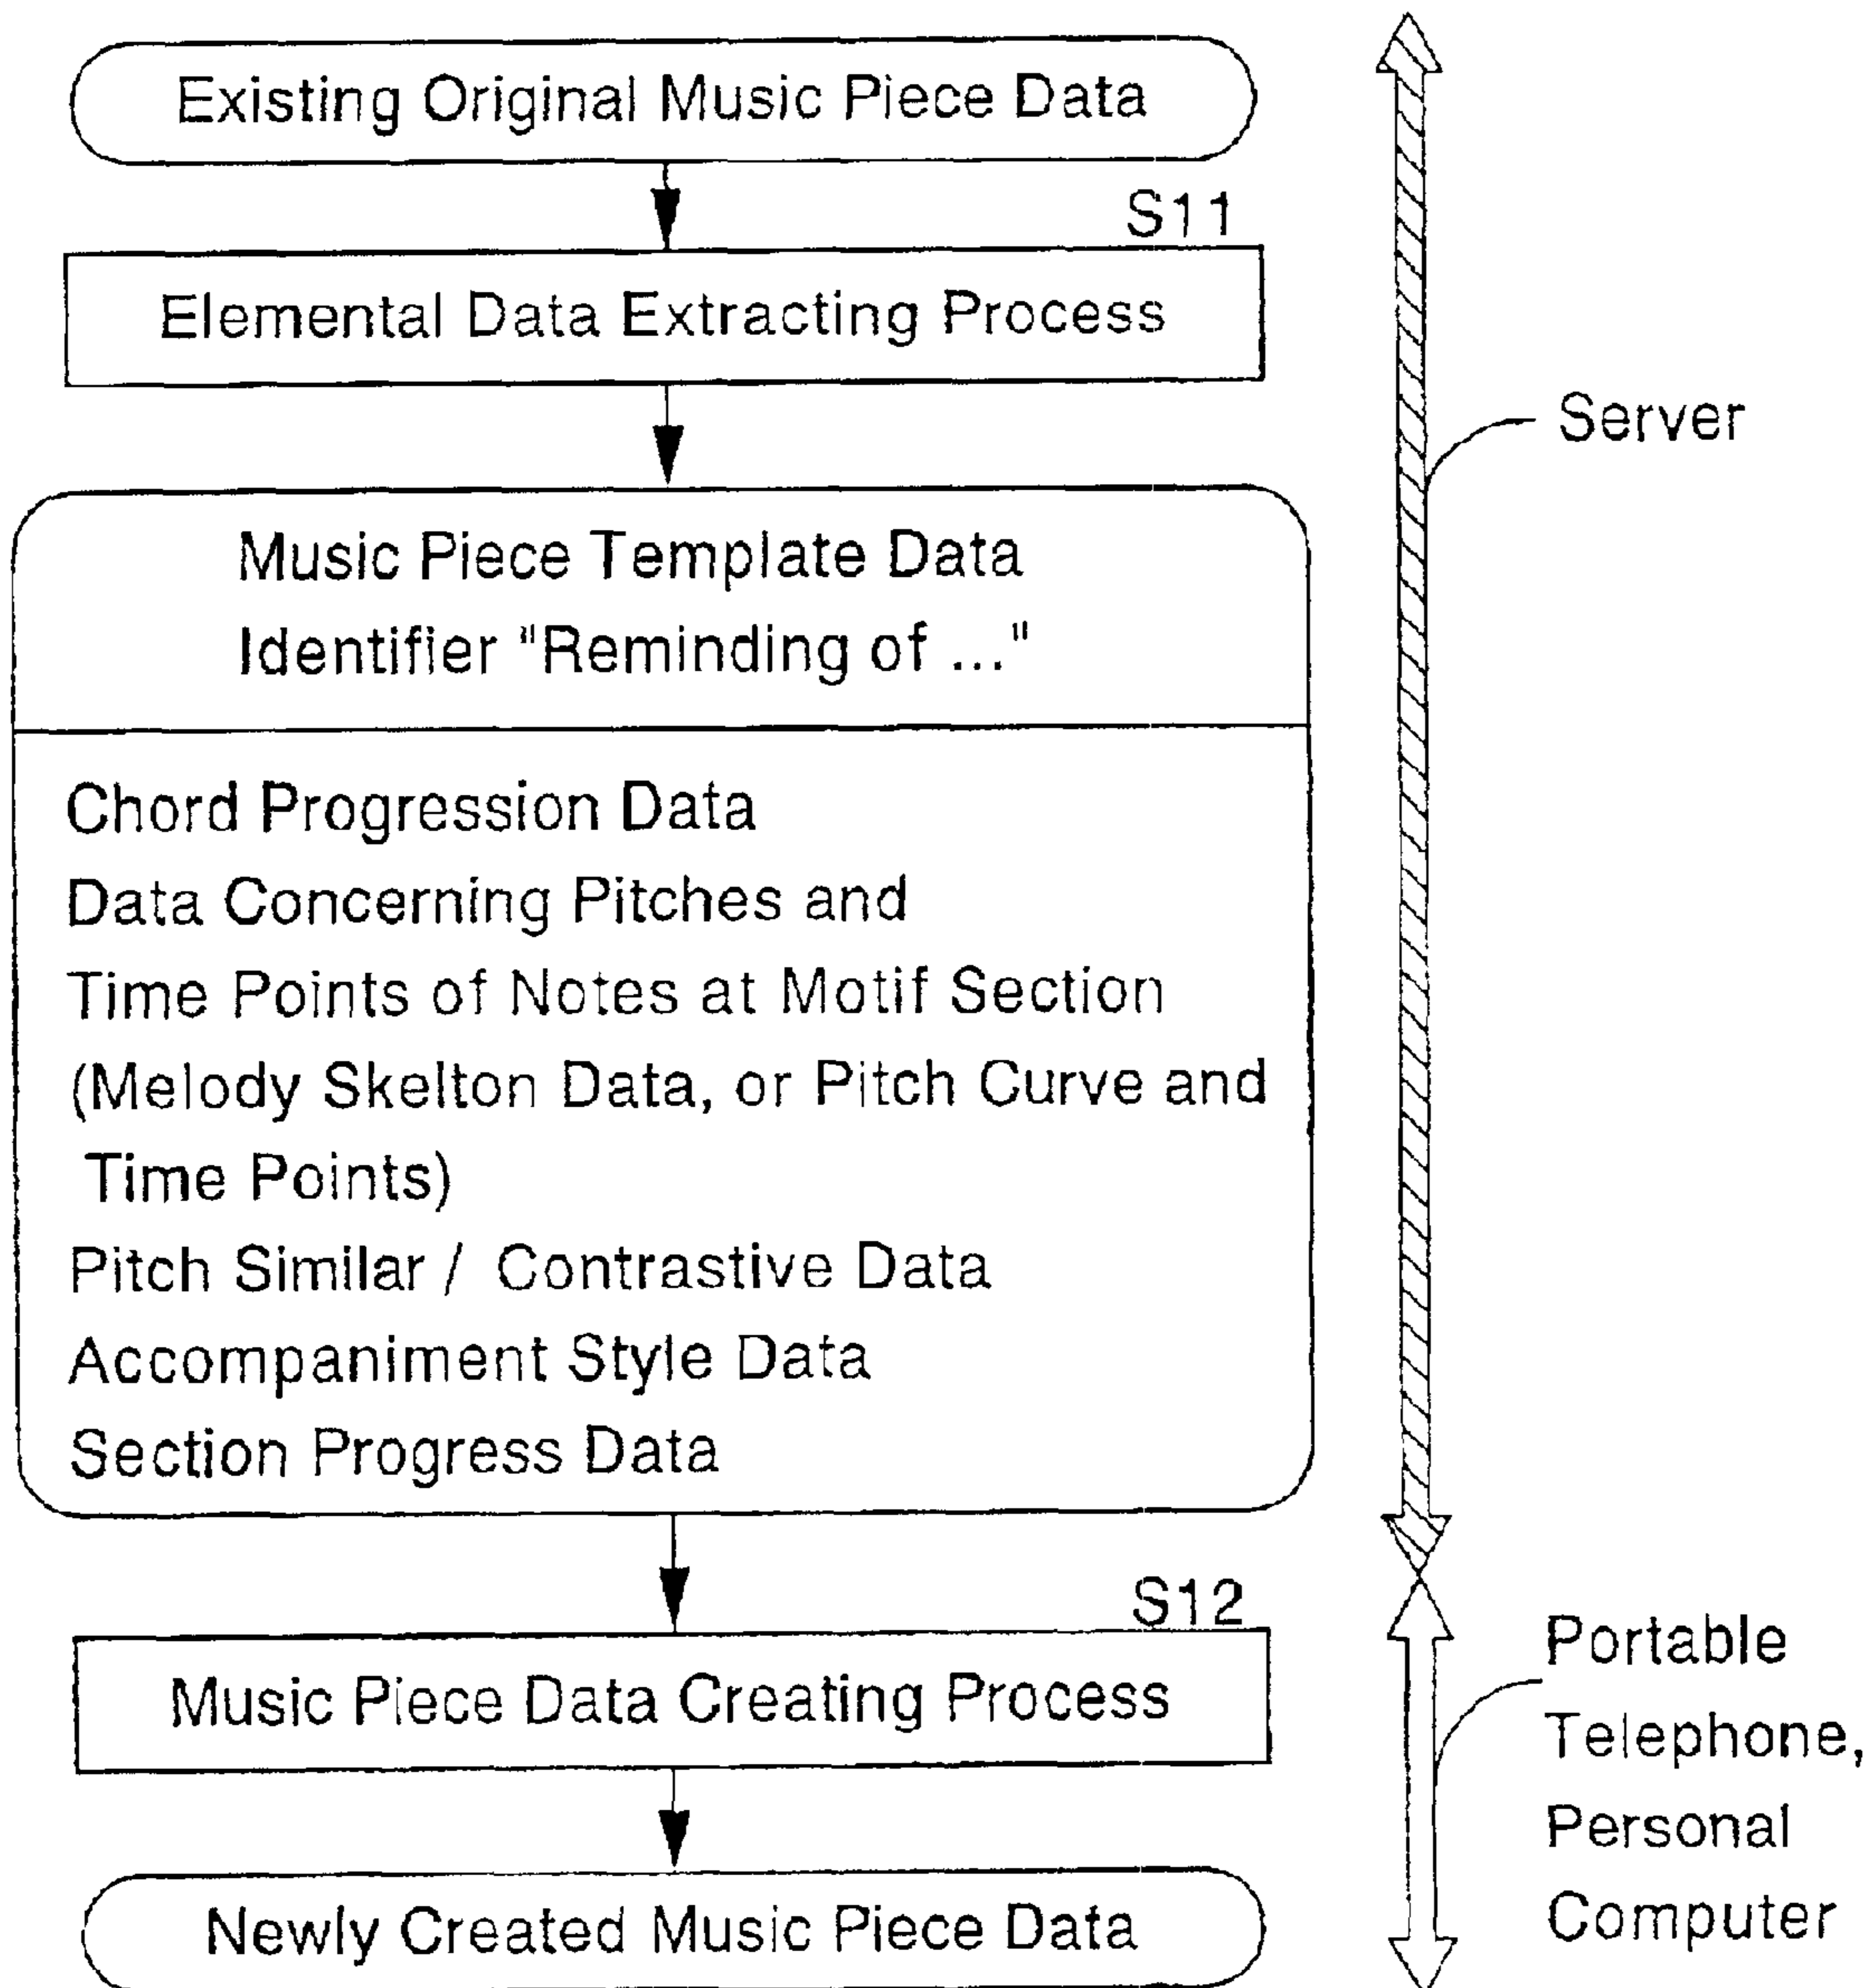 Existing Original Music Piece Data
S11
Elemental Data Extracting Process
Server
Music Piece Template Data
Identifier "Reminding of ..."
Chord Progression Data
Data Concerning Pitches and
Time Points of Notes at Motif Section
(Melody Skelton Data, or Pitch Curve and
Time Points)
Pitch Similar / Contrastive Data
Accompaniment Style Data
Section Progress Data
S12
Music Piece Data Creating Process
Portable
Telephone,
Personal
Computer
Newly Created Music Piece Data